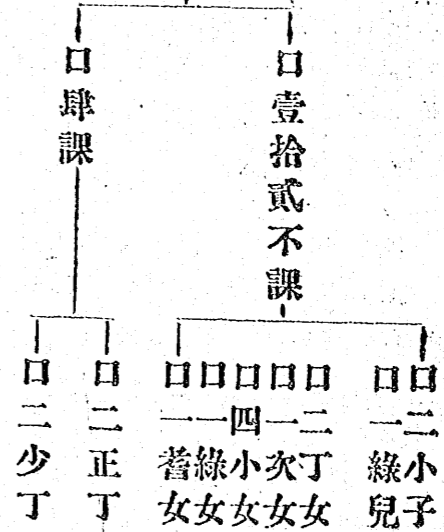 口壹拾貳不課
口二小子
口一綠兒
口二丁女
口一次女
口四小女
口一綠女
口一耆女
口肆課
口二正丁
口二少丁